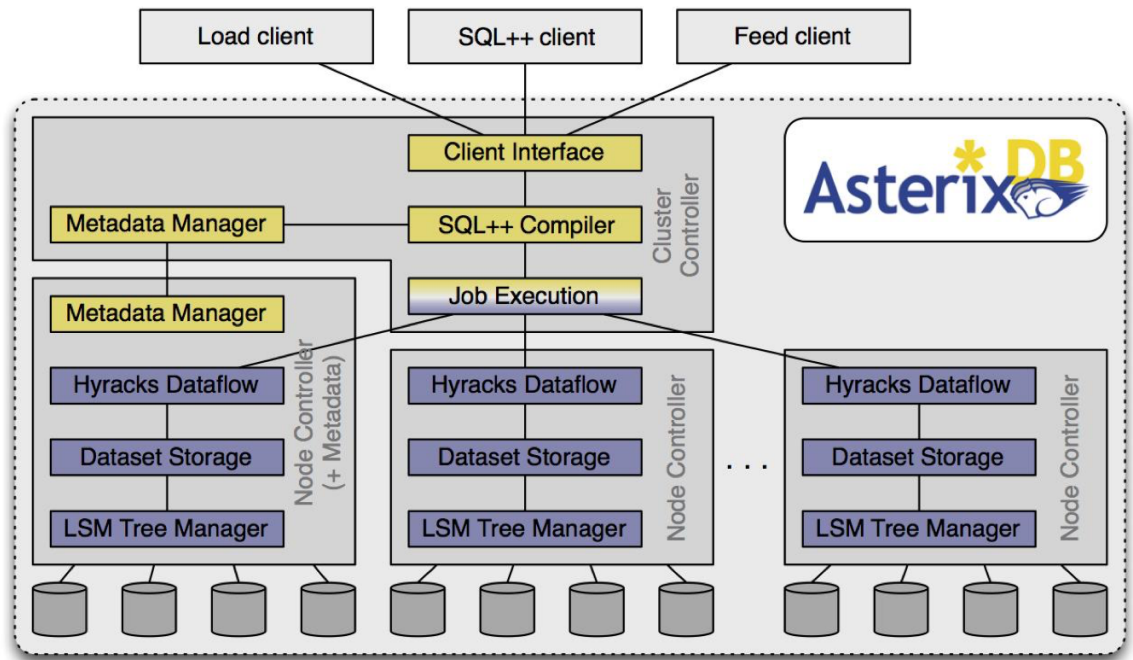 Load client
SQL++ client
Feed client
Client Interface
Asterix*DB
Metadata Manager
SQL++ Compiler
Cluster
Controller
Metadata Manager
Job Execution
Node Controller
(+ Metadata)
Hyracks Dataflow
Dataset Storage
LSM Tree Manager
Hyracks Dataflow
Dataset Storage
LSM Tree Manager
Node Controller
. . .
Hyracks Dataflow
Dataset Storage
LSM Tree Manager
Node Controller